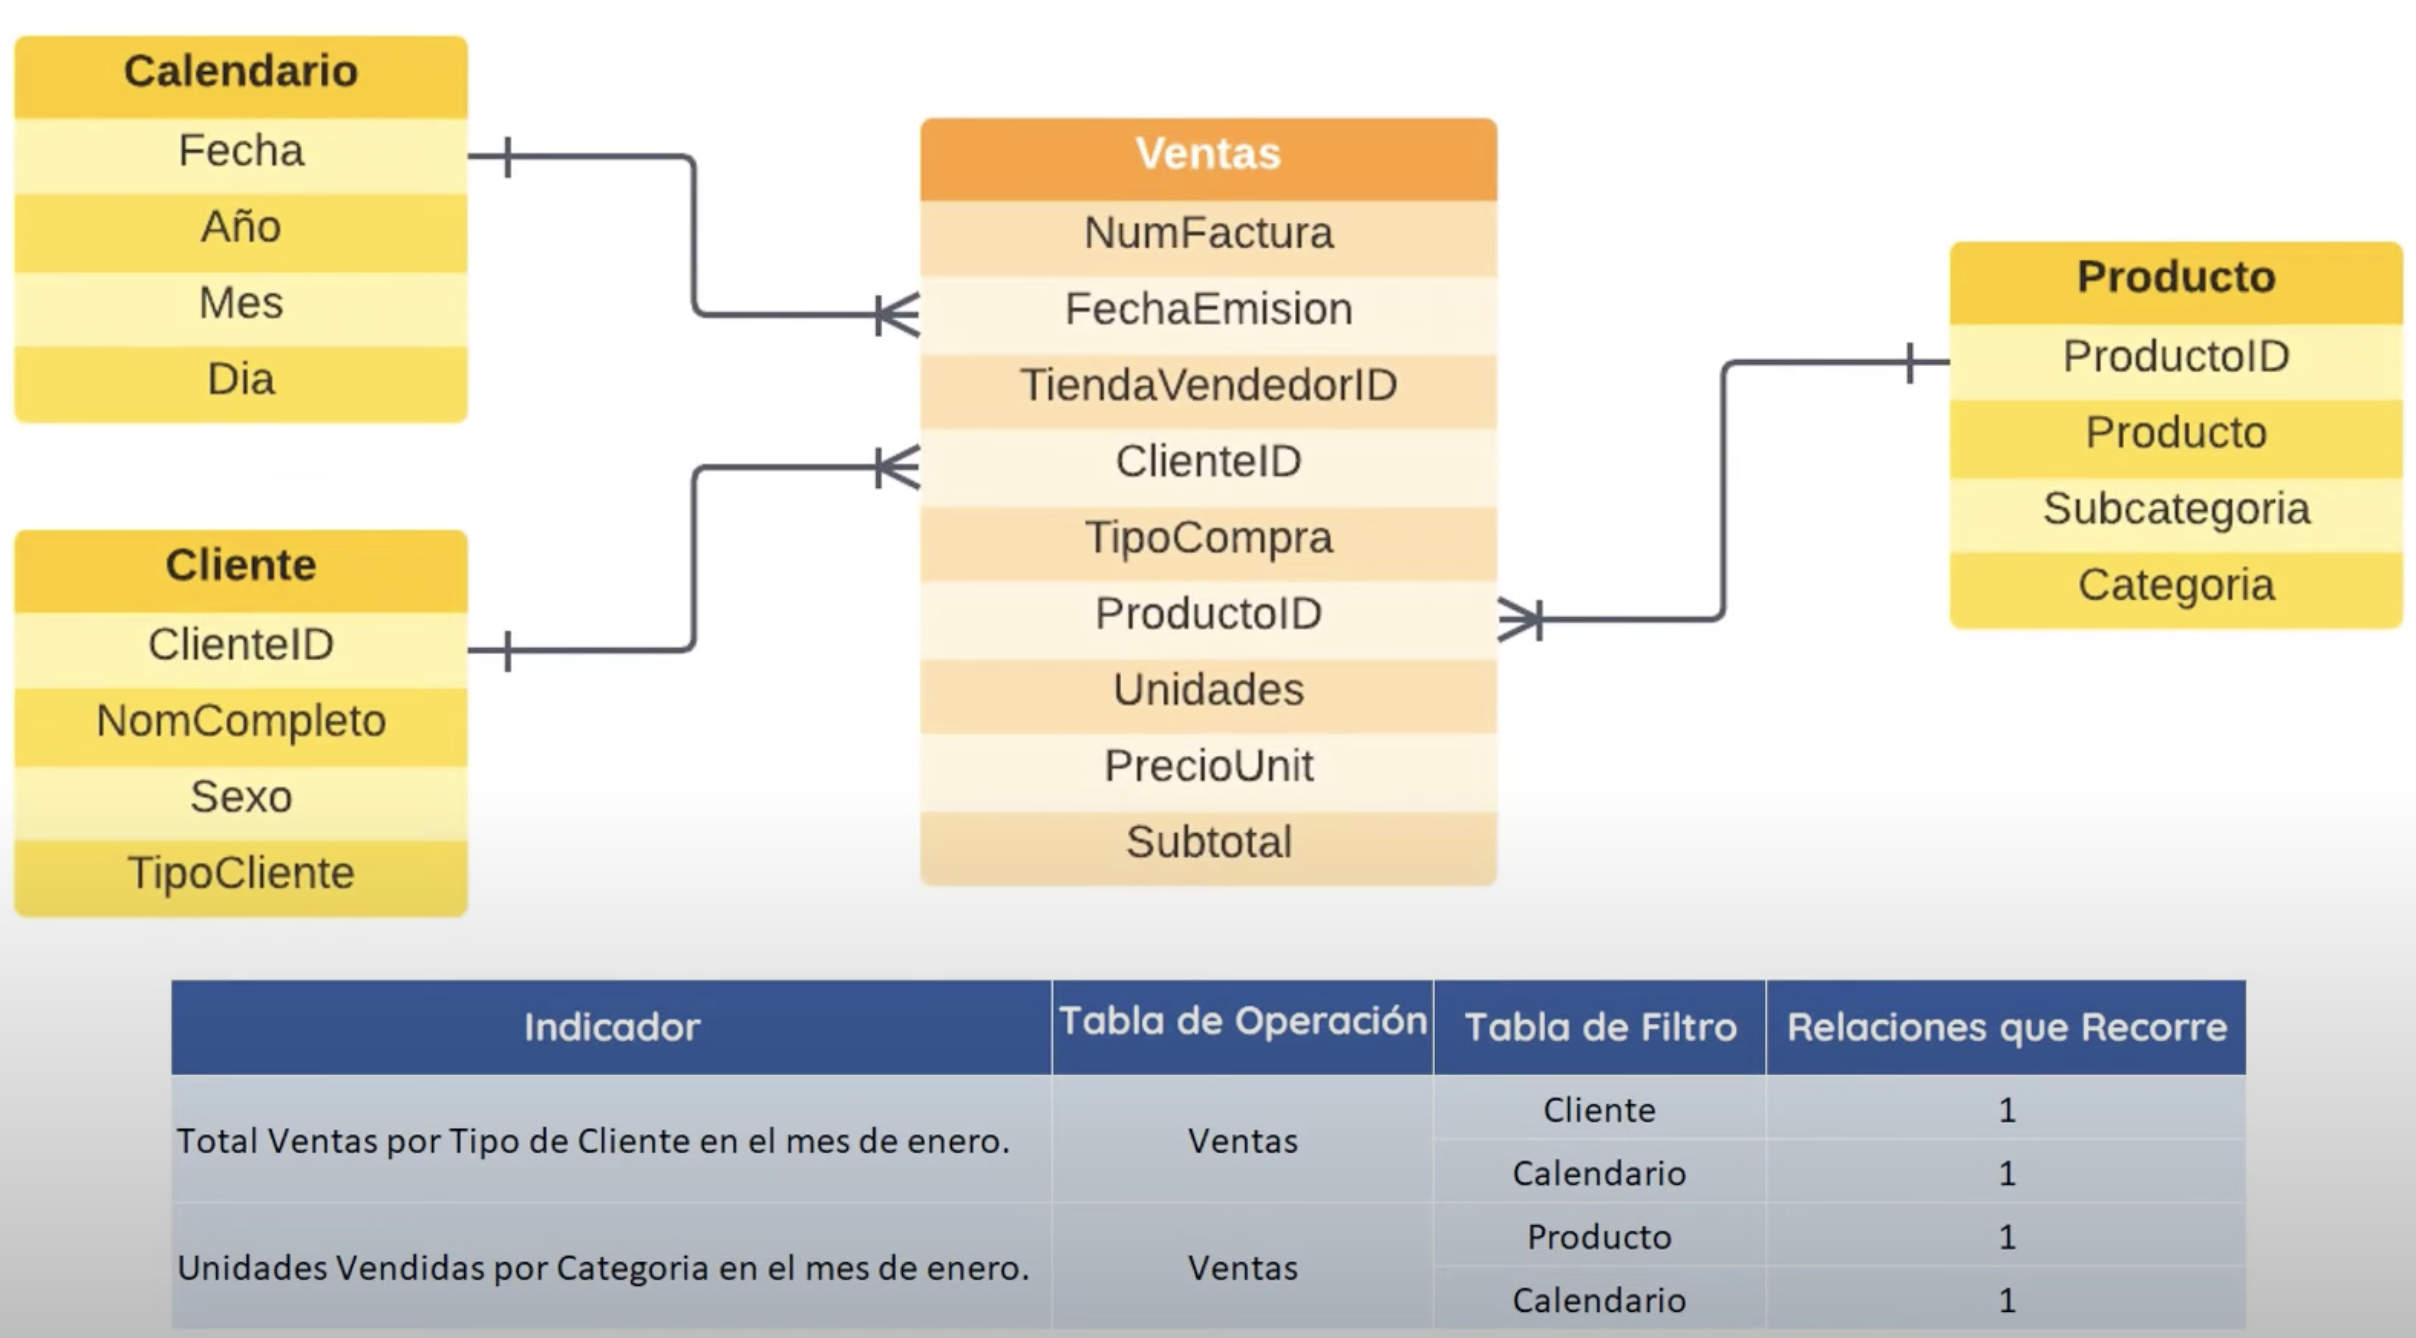 Calendario
Fecha
Año
Mes
Dia
Cliente
ClienteID
NomCompleto
Sexo
TipoCliente
Ventas
NumFactura
FechaEmision
TiendaVendedorID
ClienteID
TipoCompra
ProductoID
Unidades
PrecioUnit
Subtotal
Producto
ProductoID
Producto
Subcategoria
Categoria
Indicador Tabla de Operación Tabla de Filtro Relaciones que Recorre
Total Ventas por Tipo de Cliente en el mes de enero. Ventas Cliente 1
Calendario 1
Unidades Vendidas por Categoria en el mes de enero. Ventas Producto 1
Calendario 1